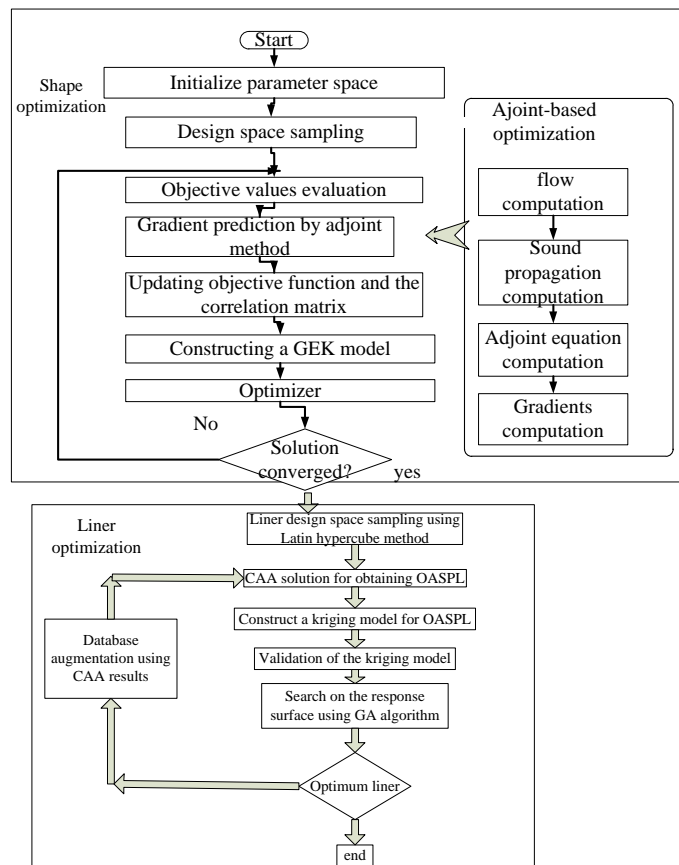 Start
Shape
optimization
Initialize parameter space
Design space sampling
Objective values evaluation
Gradient prediction by adjoint
method
Updating objective function and the
correlation matrix
Constructing a GEK model
Optimizer
No
Solution
converged?
yes
Ajoint-based
optimization
flow
computation
Sound
propagation
computation
Adjoint equation
computation
Gradients
computation
Liner
optimization
Liner design space sampling using
Latin hypercube method
CAA solution for obtaining OASPL
Construct a kriging model for OASPL
Validation of the kriging model
Search on the response
surface using GA algorithm
Database
augmentation using
CAA results
Optimum liner
end